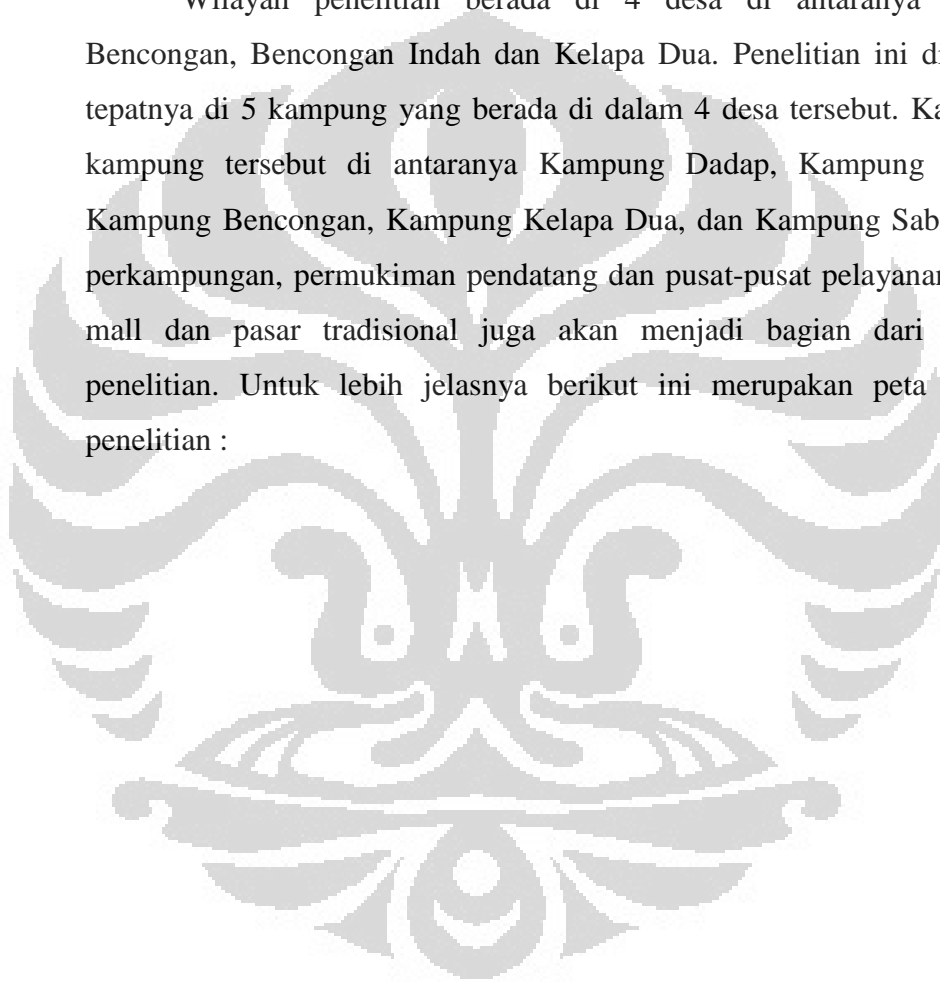 Wilayah penelitian berada di 4 desa di antaranya
Bencongan, Bencongan Indah dan Kelapa Dua. Penelitian ini di
tepatnya di 5 kampung yang berada di dalam 4 desa tersebut. Ka
kampung tersebut di antaranya Kampung Dadap, Kampung
Kampung Bencongan, Kampung Kelapa Dua, dan Kampung Sab
perkampungan, permukiman pendatang dan pusat-pusat pelayanan
mall dan pasar tradisional juga akan menjadi bagian dari
penelitian. Untuk lebih jelasnya berikut ini merupakan peta
penelitian :